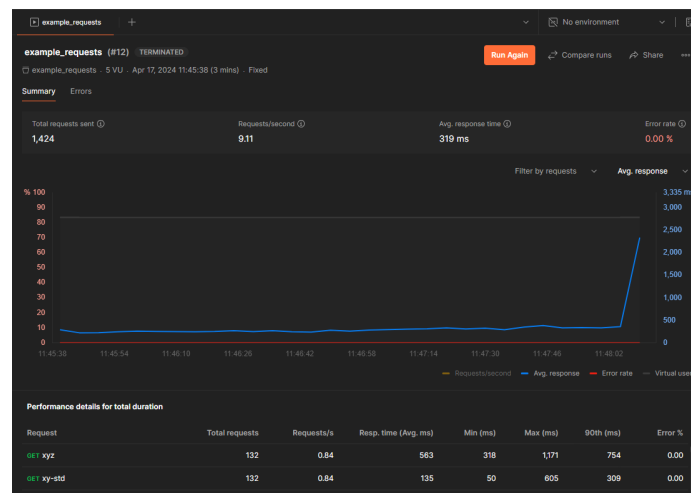 example_requests +
No environment
example_requests (#12) TERMINATED
Run Again Compare runs Share
example_requests · 5 VU · Apr 17, 2024 11:45:38 (3 mins) · Fixed
Summary Errors
Total requests sent Requests/second Avg. response time Error rate
1,424 9.11 319 ms 0.00 %
Filter by requests Avg. response
% 100 3,335 ms
90 3,000
80 2,500
70
60 2,000
50 1,500
40
30 1,000
20 500
10
0 0
11:45:38 11:45:54 11:46:10 11:46:26 11:46:42 11:46:58 11:47:14 11:47:30 11:47:46 11:48:02
Requests/second Avg. response Error rate Virtual user
Performance details for total duration
Request Total requests Requests/s Resp. time (Avg. ms) Min (ms) Max (ms) 90th (ms) Error %
GET xyz 132 0.84 563 318 1,171 754 0.00
GET xy-std 132 0.84 135 50 605 309 0.00